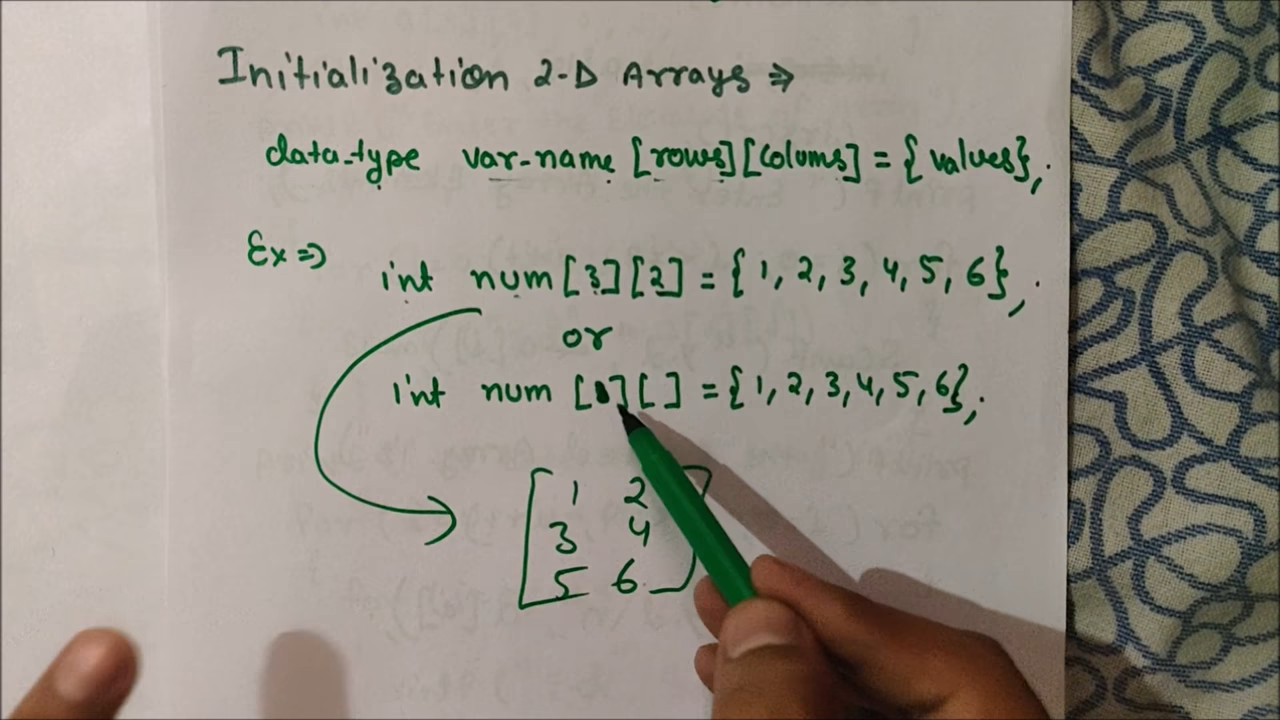 Initialization 2-D Arrays ⇒
data-type var-name [rows][Colums] = {values};
Ex ⇒
int num[3][2] = {1, 2, 3, 4, 5, 6};
or
int num [][] = {1, 2, 3, 4, 5, 6};
1 2
3 4
5 6